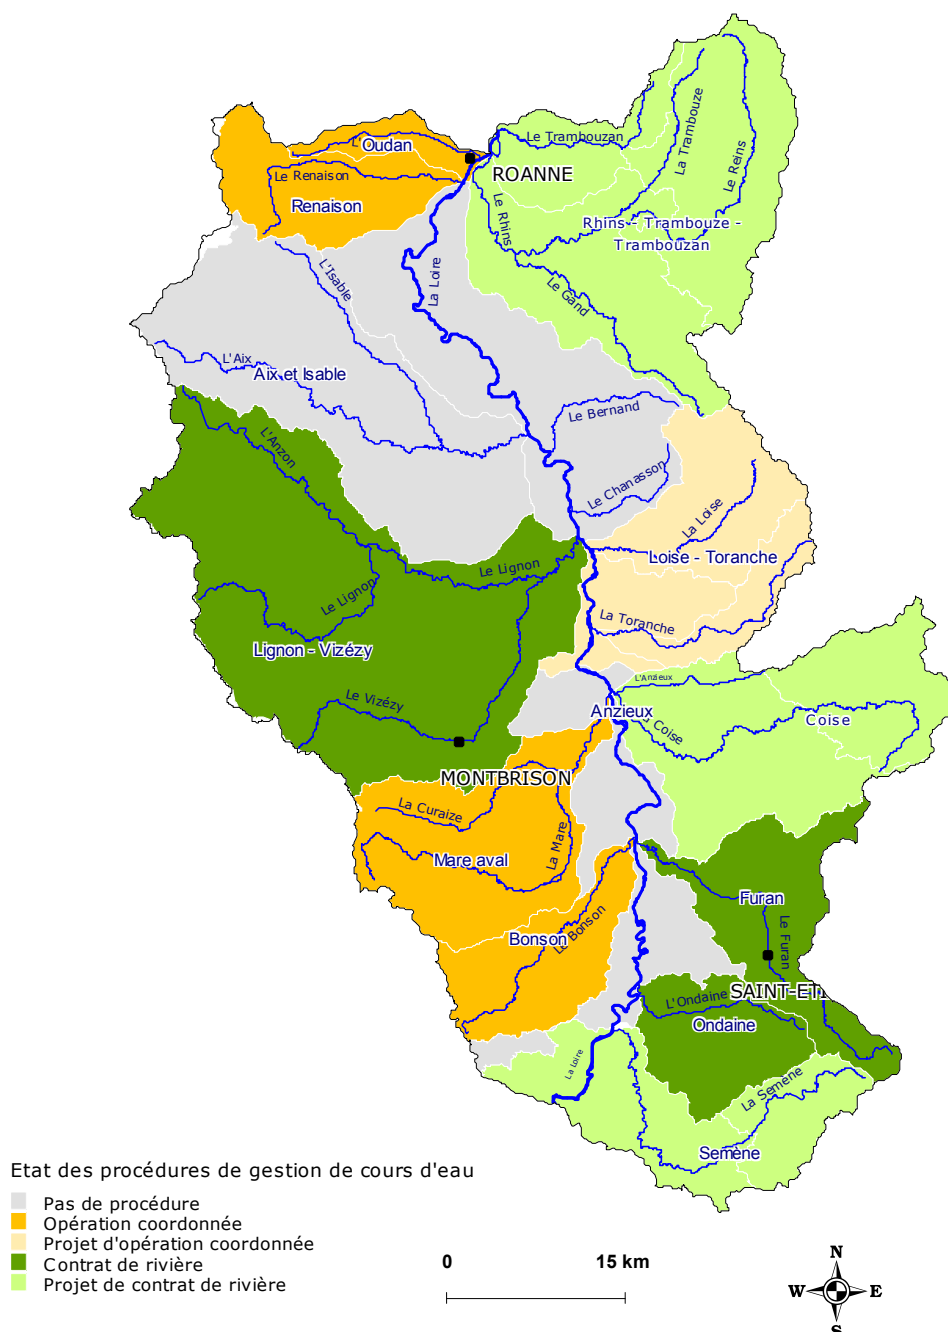 Le Trambouzan
La Trambouze
Le Reins
L'Oudan
ROANNE
Le Renaison
Renaison
Le Rhins
Rhins - Trambouze -
Trambouzan
L'Isable
La Loire
Le Gand
L'Aix
Aix et Isable
Le Bernand
L'Anzon
Le Chanasson
La Loise
Loise - Toranche
Le Lignon
Le Lignon
La Toranche
Lignon - Vizézy
L'Anzieux
Le Vizézy
Anzieux
Coise
Coise
MONTBRISON
La Curaize
La Mare
Mare aval
Furan
Le Bonson
Bonson
Le Furan
SAINT-ETI
L'Ondaine
Ondaine
La Loire
La Semène
Semène
Etat des procédures de gestion de cours d'eau
Pas de procédure
Opération coordonnée
Projet d'opération coordonnée
Contrat de rivière
Projet de contrat de rivière
0 15 km
N
W E
S